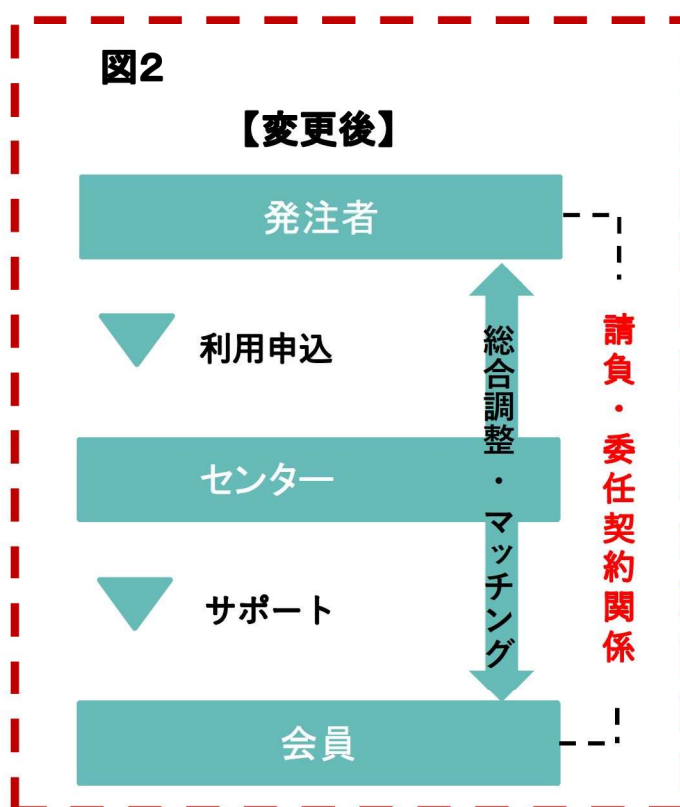 図2
【変更後】
発注者
利用申込
センター
サポート
会員
総合調整・マッチング
請負・委任契約関係